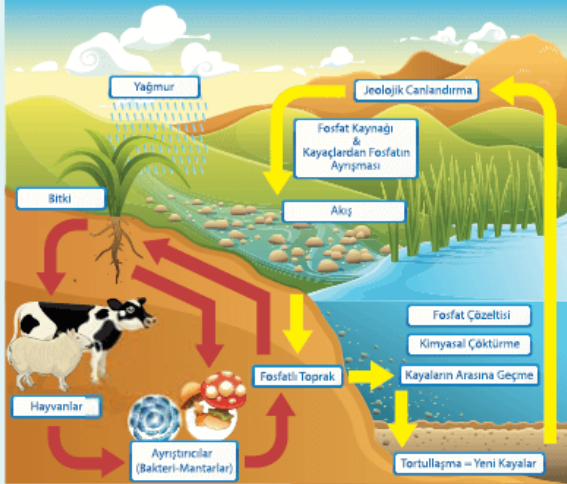 Yağmur
Jeolojik Canlandırma
Fosfat Kaynağı
&
Kayaçlardan Fosfatın
Ayrışması
Bitki
Akış
Fosfat Çözeltisi
Kimyasal Çöktürme
Fosfatlı Toprak
Kayaların Arasına Geçme
Hayvanlar
Ayrıştırıcılar
(Bakteri-Mantarlar)
Tortullaşma = Yeni Kayalar